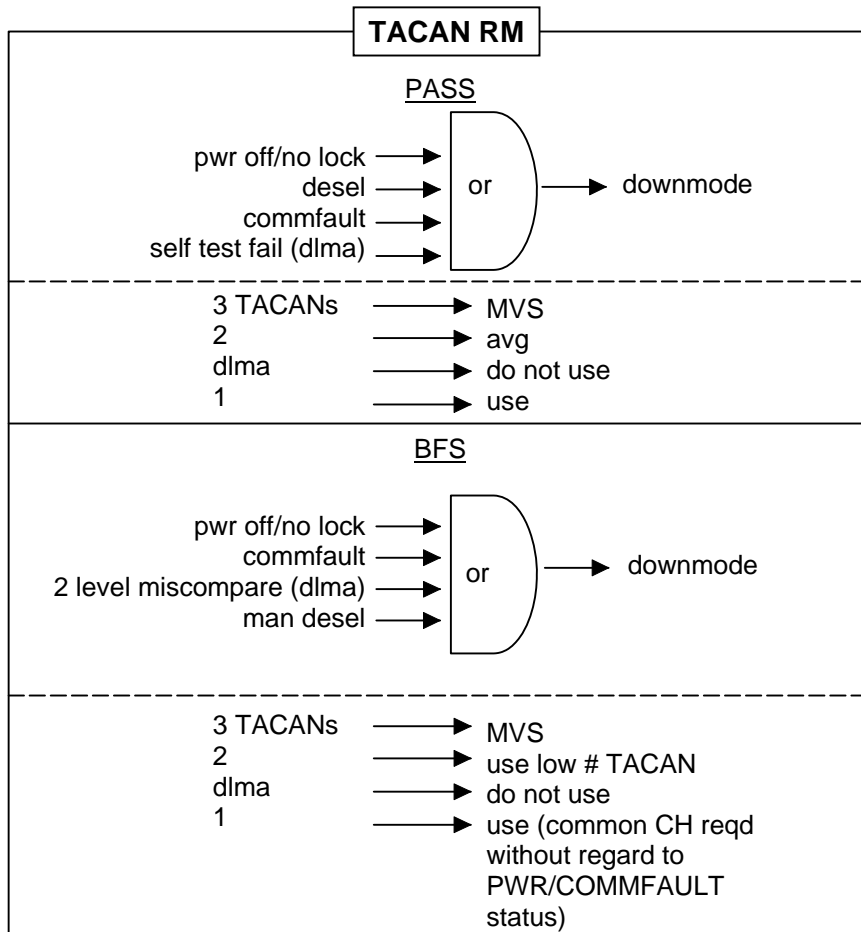 TACAN RM
PASS
pwr off/no lock
desel
commfault
self test fail (dlma)
or
downmode
3 TACANs
MVS
2
avg
dlma
do not use
1
use
BFS
pwr off/no lock
commfault
2 level miscompare (dlma)
man desel
or
downmode
3 TACANs
MVS
2
use low # TACAN
dlma
do not use
1
use (common CH reqd
without regard to
PWR/COMMFAULT
status)